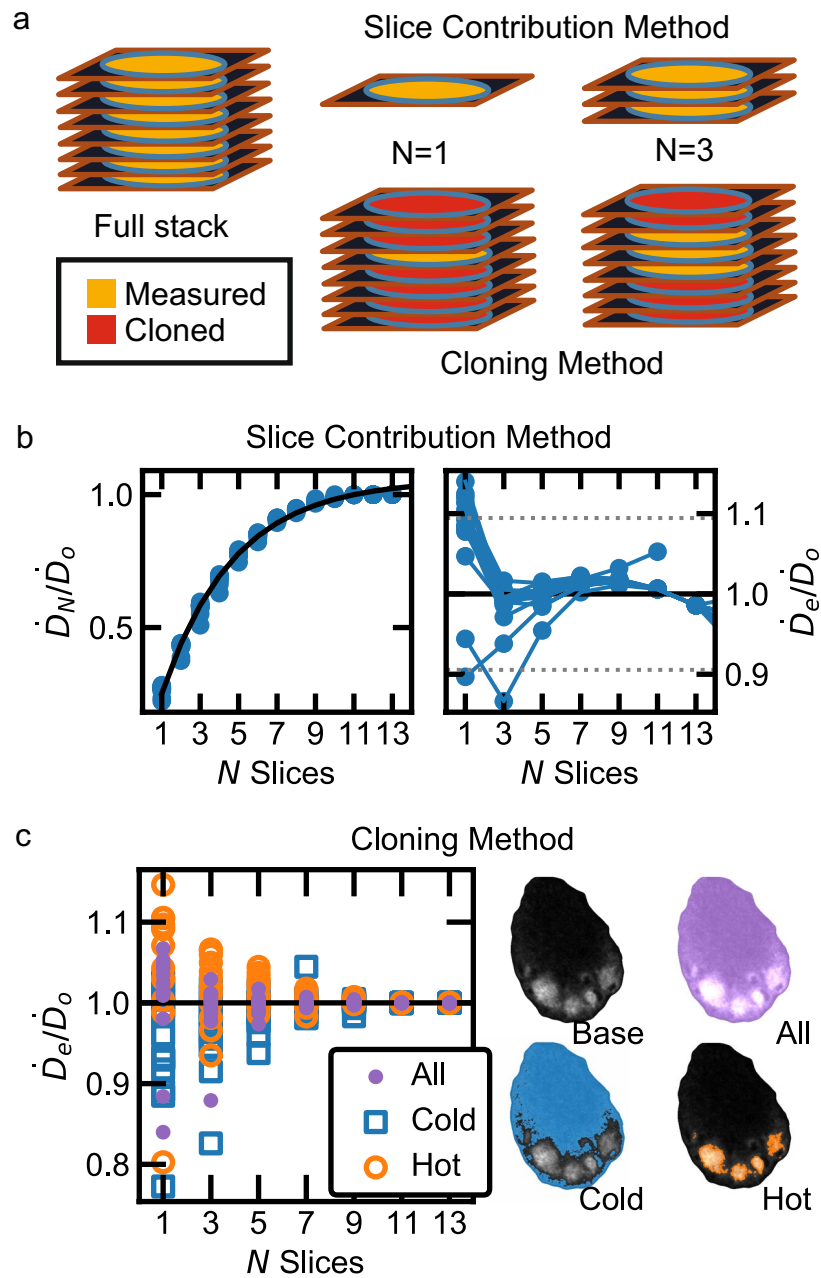 a
Slice Contribution Method
N=1
N=3
Full stack
Measured
Cloned
Cloning Method
b
Slice Contribution Method
1.0
0.5
Ḋ_N/Ḋ_o
1 3 5 7 9 11 13
N Slices
1.1
1.0
0.9
Ḋ_e/Ḋ_o
1 3 5 7 9 11 13
N Slices
c
Cloning Method
1.1
1.0
0.9
0.8
Ḋ_e/Ḋ_o
All
Cold
Hot
1 3 5 7 9 11 13
N Slices
Base
All
Cold
Hot